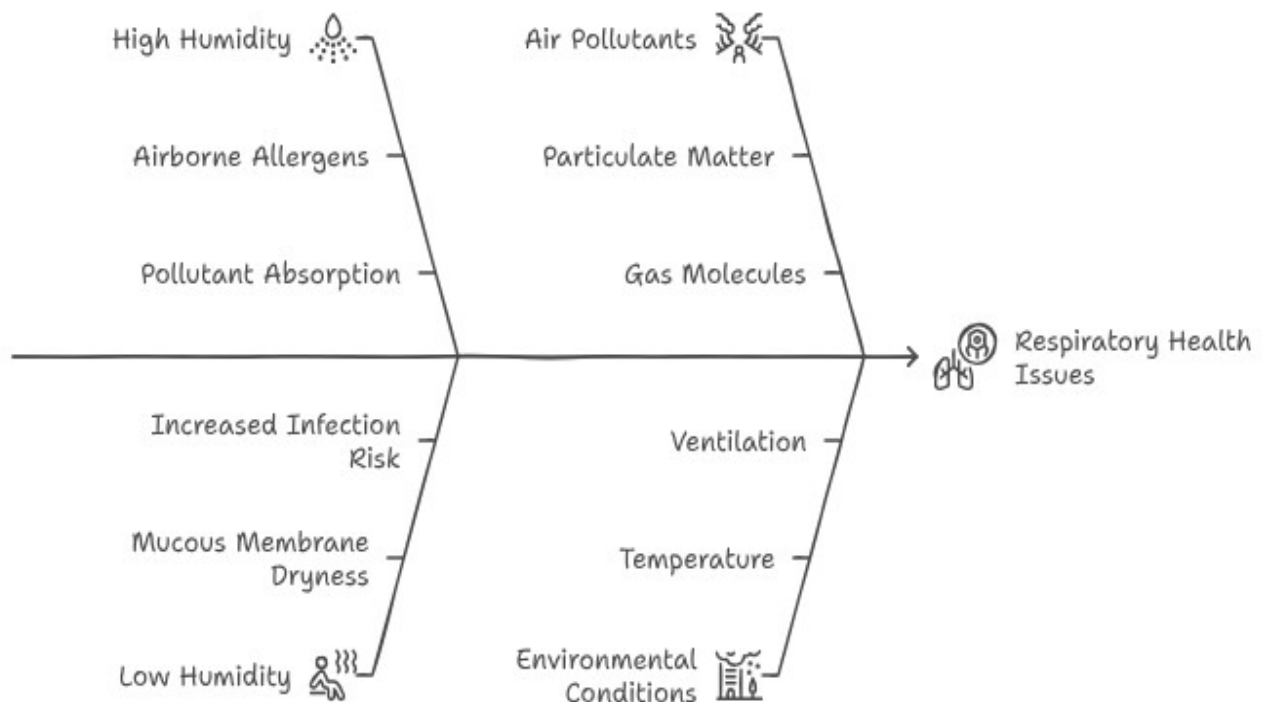 High Humidity
Air Pollutants
Airborne Allergens
Particulate Matter
Pollutant Absorption
Gas Molecules
Respiratory Health
Issues
Increased Infection
Risk
Ventilation
Mucous Membrane
Dryness
Temperature
Low Humidity
Environmental
Conditions